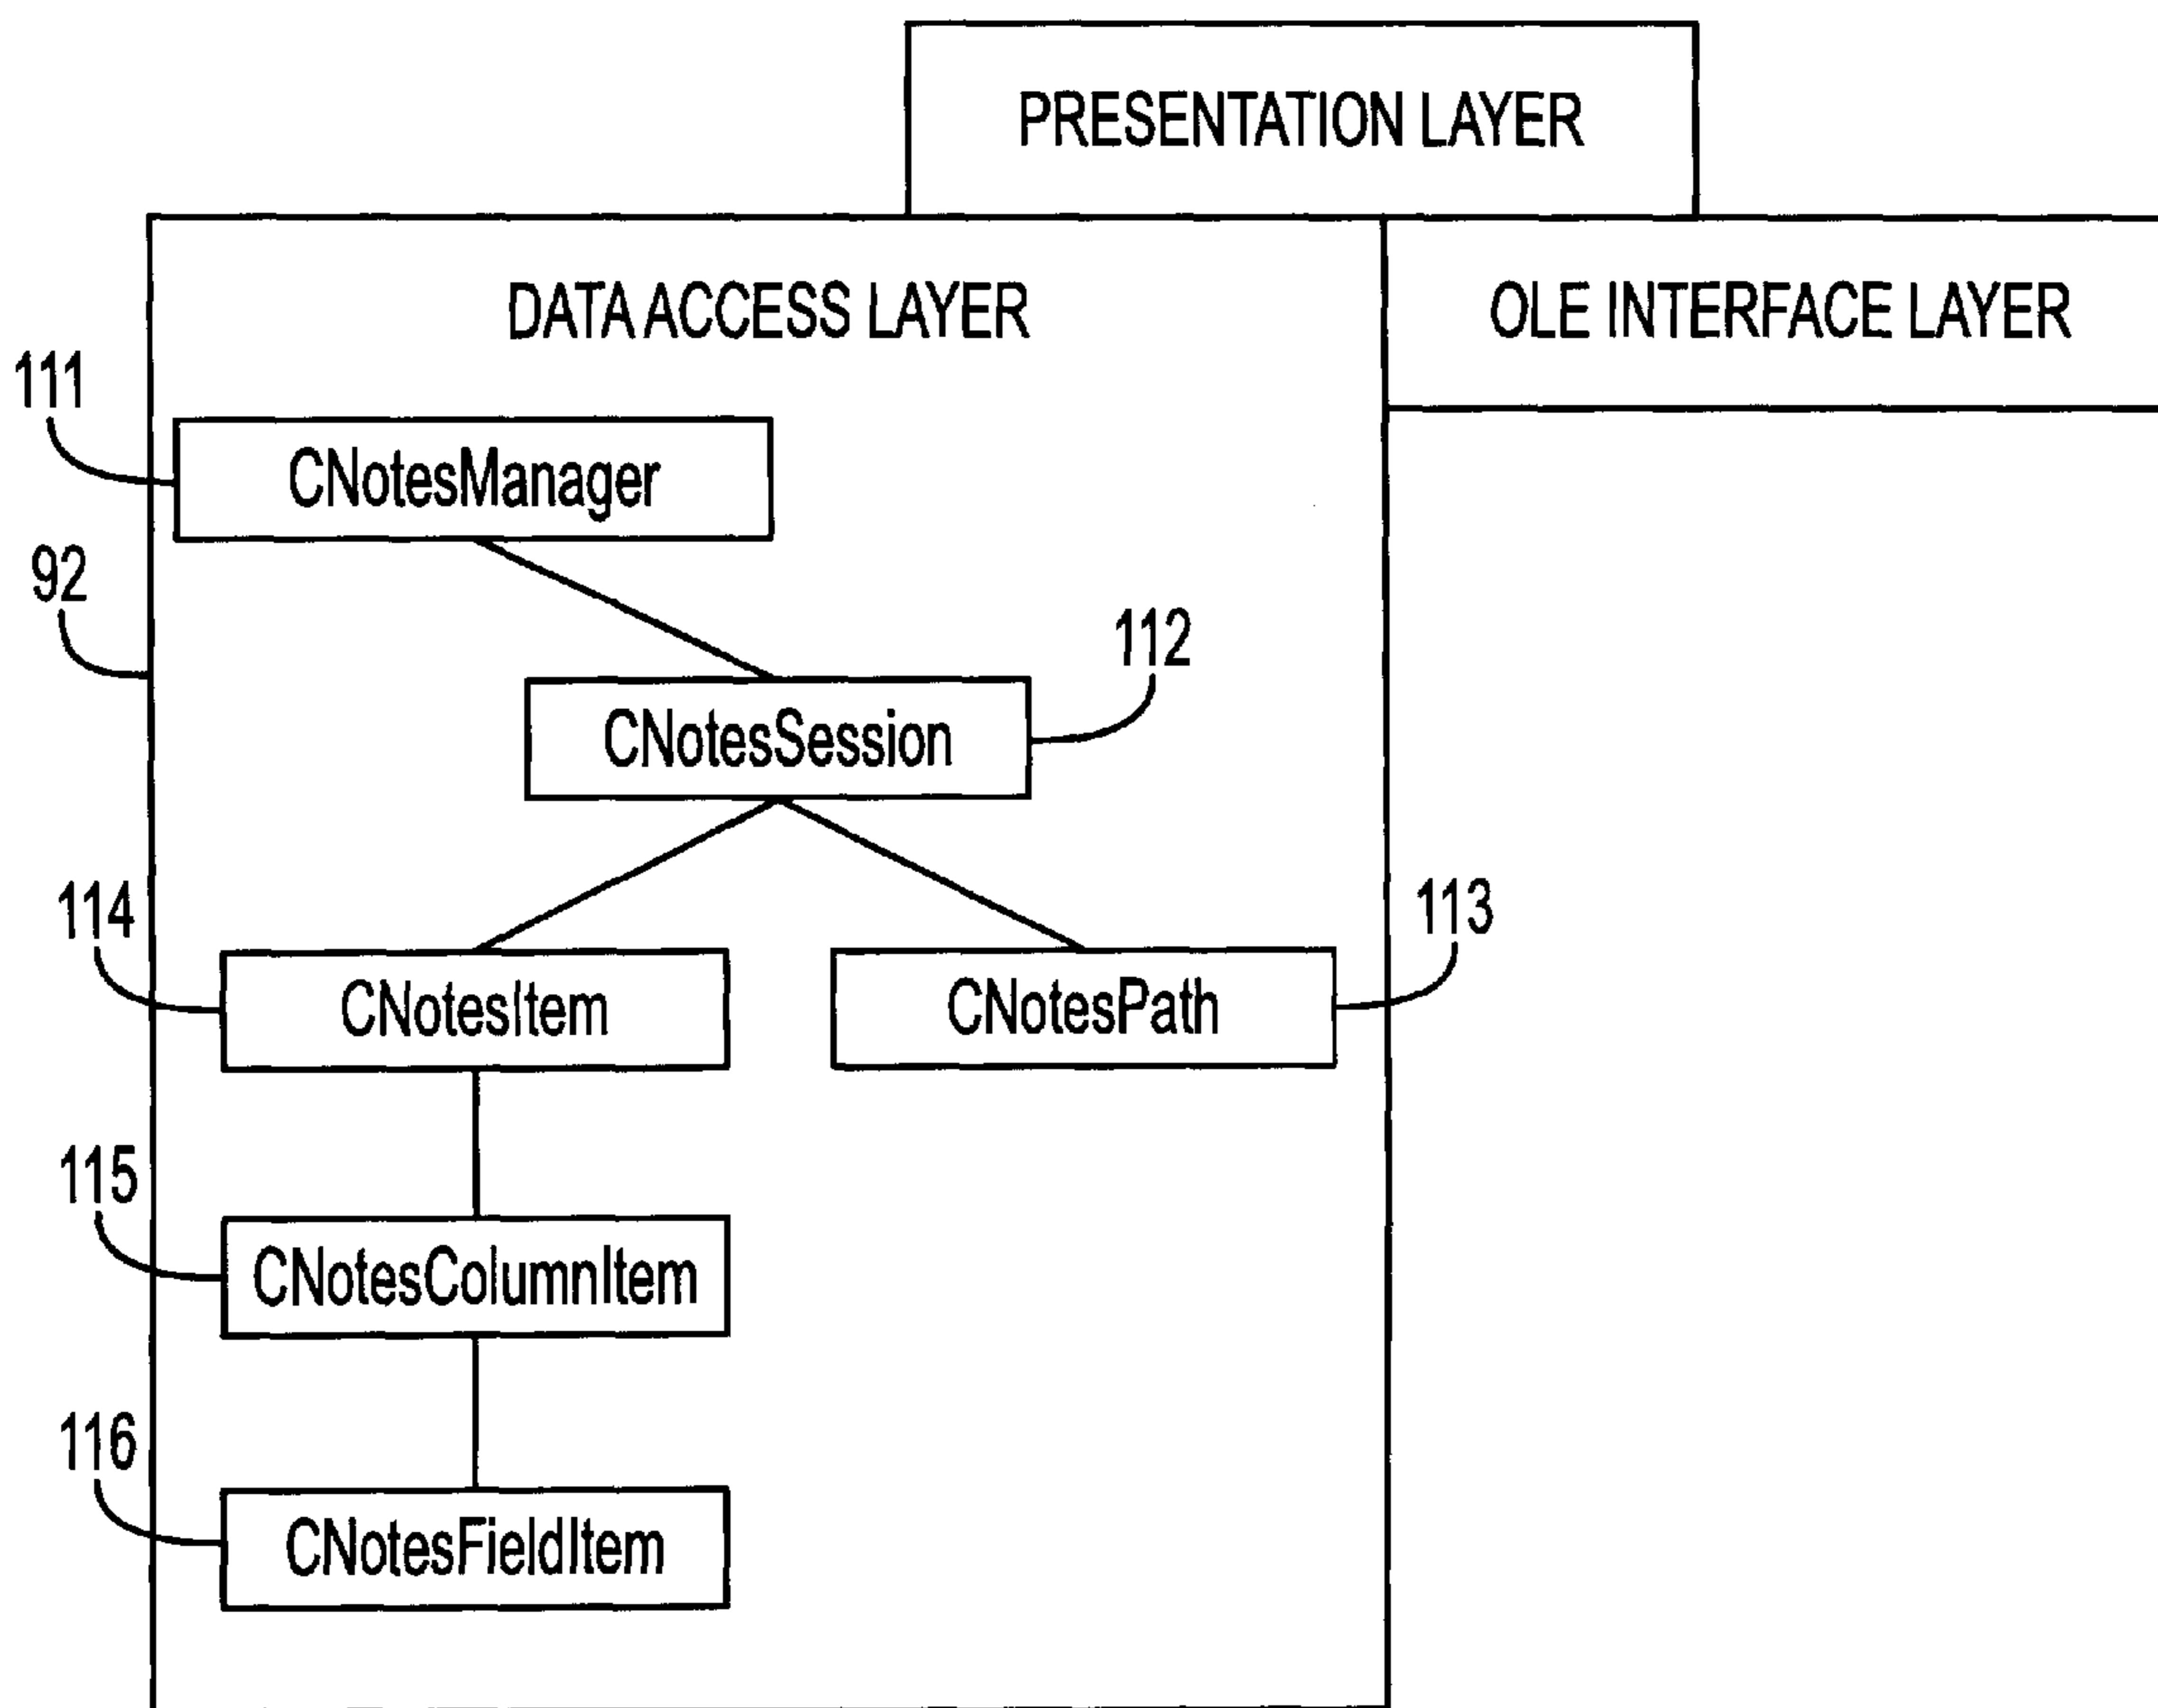 PRESENTATION LAYER
DATA ACCESS LAYER
OLE INTERFACE LAYER
111
CNotesManager
92
112
CNotesSession
114
113
CNotesItem
CNotesPath
115
CNotesColumnItem
116
CNotesFieldItem